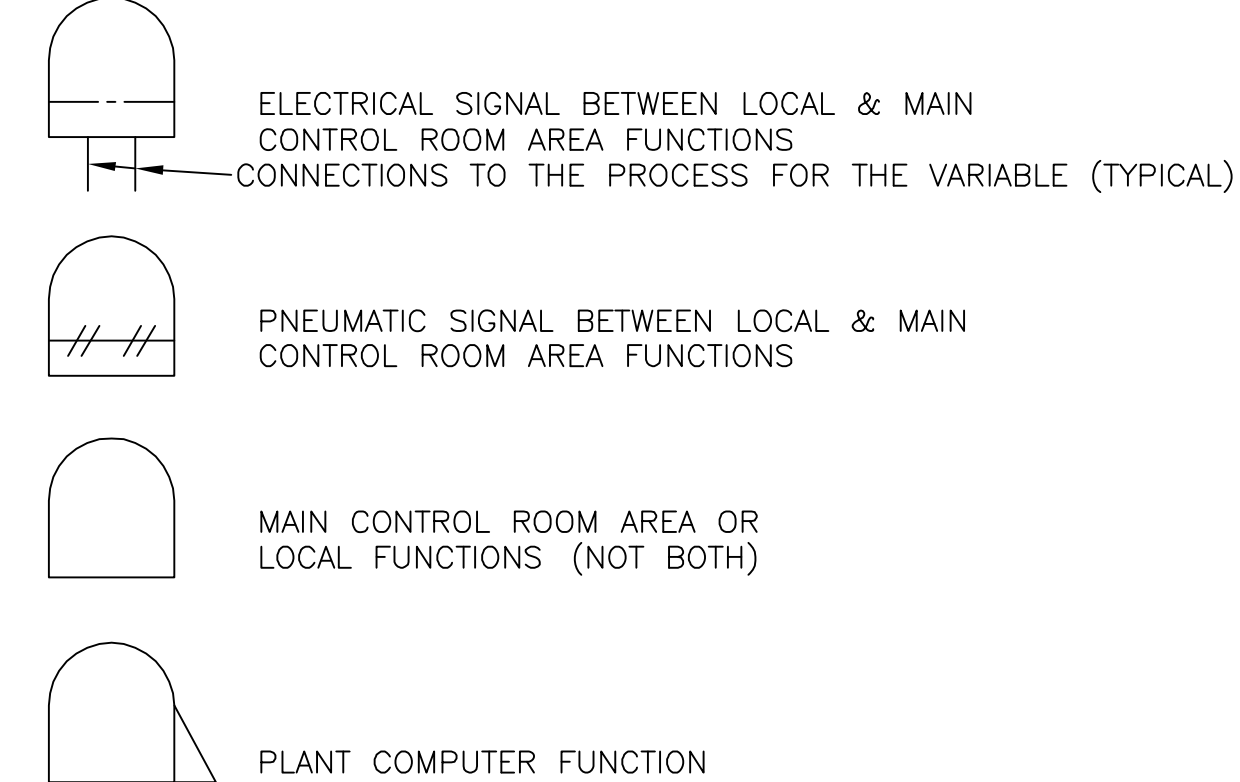 ELECTRICAL SIGNAL BETWEEN LOCAL & MAIN
CONTROL ROOM AREA FUNCTIONS
CONNECTIONS TO THE PROCESS FOR THE VARIABLE (TYPICAL)
PNEUMATIC SIGNAL BETWEEN LOCAL & MAIN
CONTROL ROOM AREA FUNCTIONS
MAIN CONTROL ROOM AREA OR
LOCAL FUNCTIONS (NOT BOTH)
PLANT COMPUTER FUNCTION